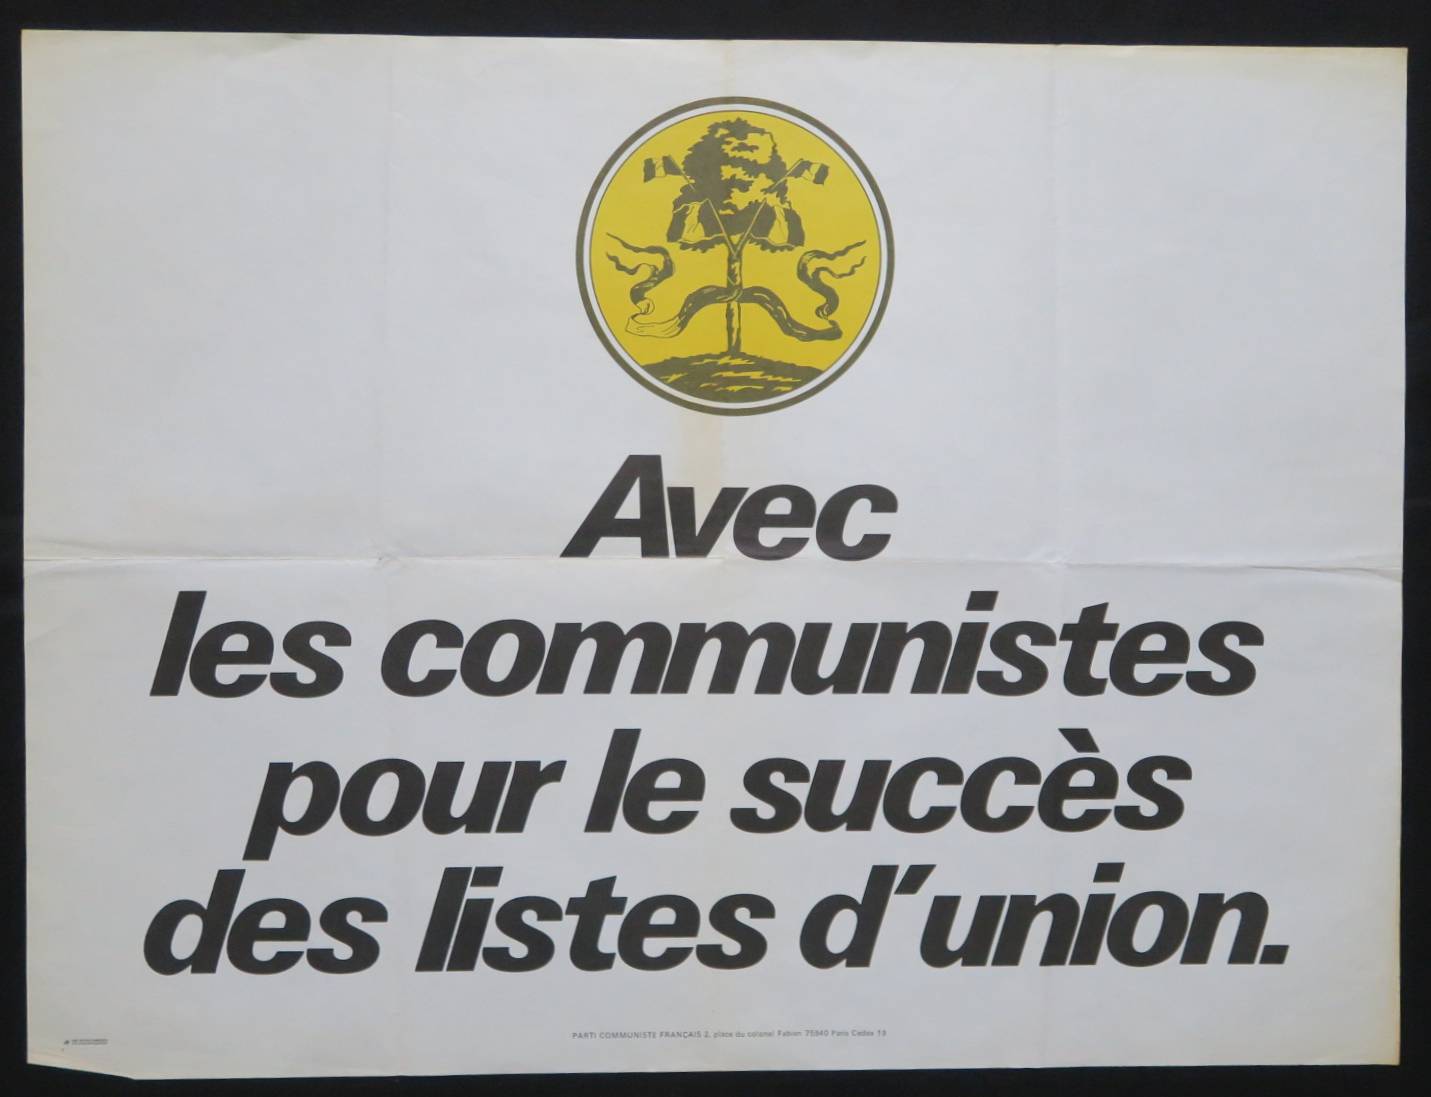 Avec
les communistes
pour le succès
des listes d'union.
PARTI COMMUNISTE FRANÇAIS 2, place du colonel Fabien 75940 Paris Cedex 19